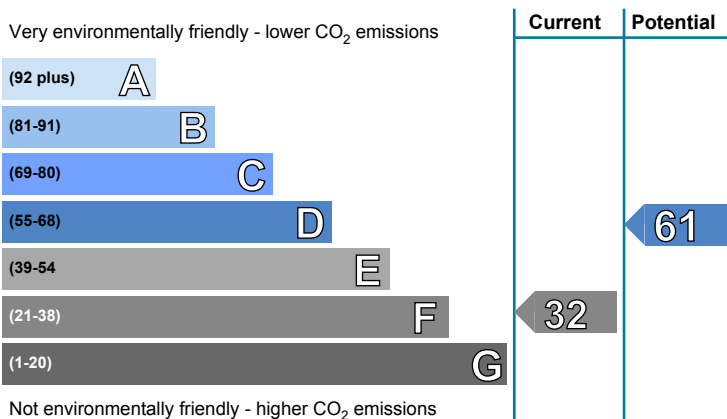 Current Potential
Very environmentally friendly - lower CO2 emissions
(92 plus) A
(81-91) B
(69-80) C
(55-68) D
61
(39-54 E
(21-38) F
32
(1-20) G
Not environmentally friendly - higher CO2 emissions